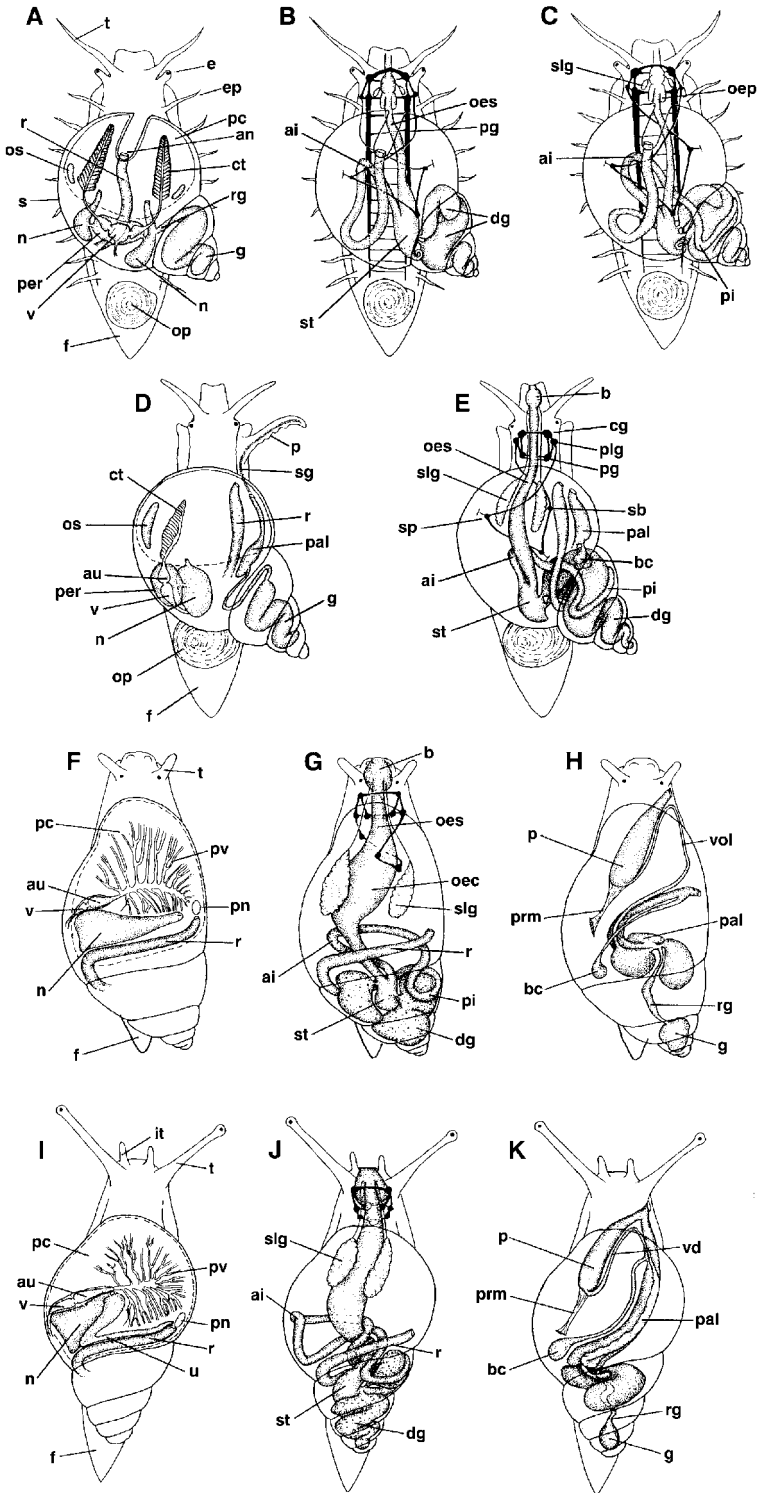 A
t
e
ep
pc
an
ct
r
os
s
rg
n
g
per
v
n
op
f
B
oes
pg
ai
dg
st
C
slg
oep
ai
pi
D
p
sg
ct
os
r
pal
au
per
v
n
g
op
f
E
b
cg
plg
pg
oes
slg
sp
sb
pal
bc
ai
pi
st
dg
F
t
pc
pv
au
v
pn
n
r
f
G
b
oes
oec
slg
ai
r
st
pi
dg
H
p
vol
prm
pal
bc
rg
g
I
it
t
pc
pv
au
v
pn
n
u
r
f
J
slg
ai
r
st
dg
K
p
vd
prm
pal
bc
rg
g